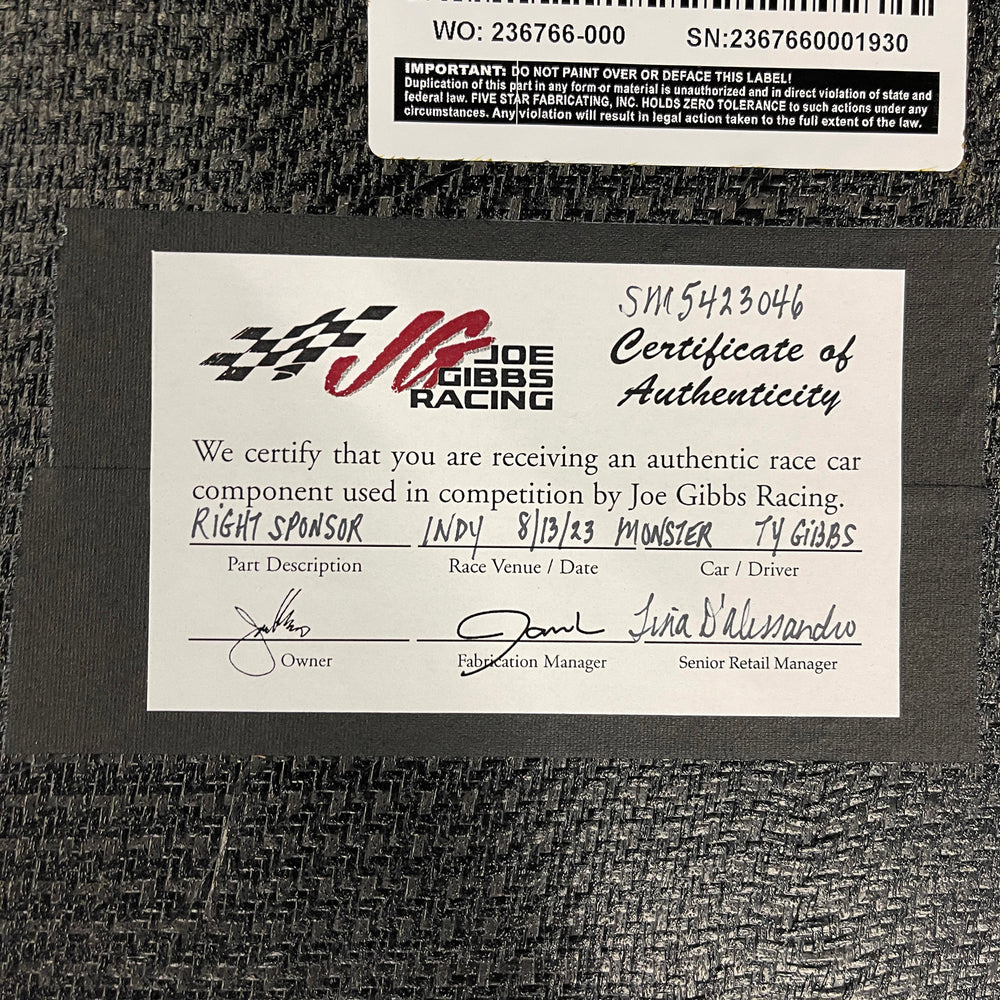 WO: 236766-000 SN:2367660001930
IMPORTANT: DO NOT PAINT OVER OR DEFACE THIS LABEL!
Duplication of this part in any form or material is unauthorized and in direct violation of state and
federal law. FIVE STAR FABRICATING, INC. HOLDS ZERO TOLERANCE to such actions under any
circumstances. Any violation will result in legal action taken to the full extent of the law.
SM5423046
JG JOE
GIBBS
RACING
Certificate of
Authenticity
We certify that you are receiving an authentic race car
component used in competition by Joe Gibbs Racing.
RIGHT SPONSOR INDY 8/13/23 MONSTER TY GIBBS
Part Description Race Venue / Date Car / Driver
Tina D'Alessandro
Owner Fabrication Manager Senior Retail Manager